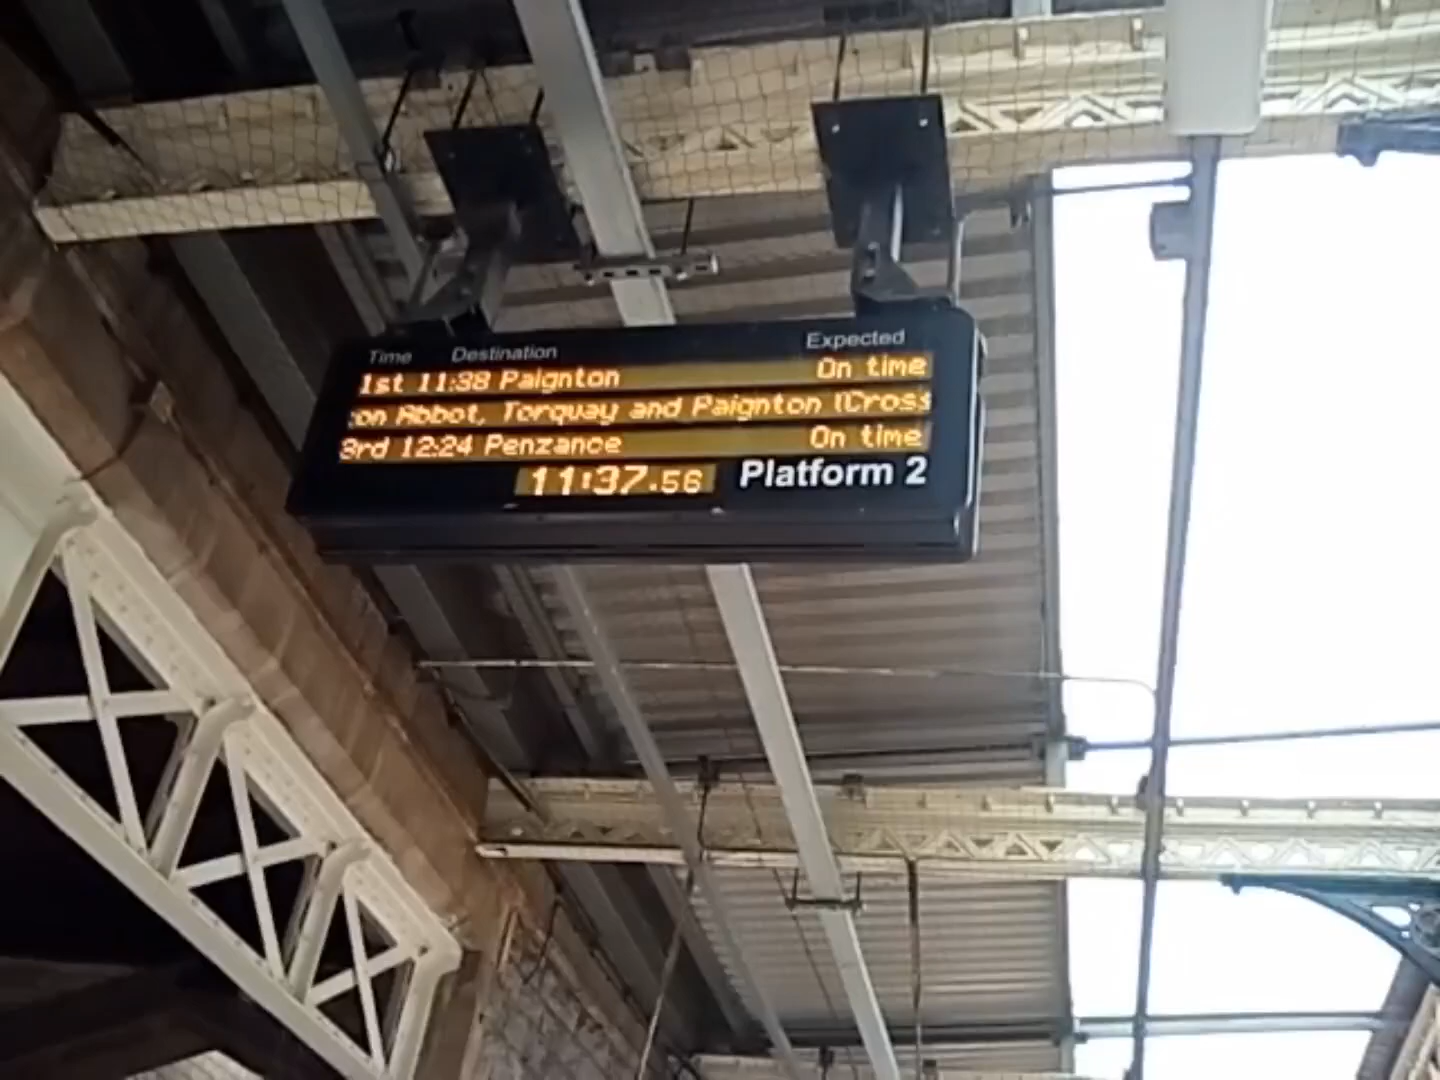 Time Destination Expected
1st 11:38 Paignton On time
on Abbot, Torquay and Paignton (Cross
3rd 12:24 Penzance On time
11:37.56 Platform 2